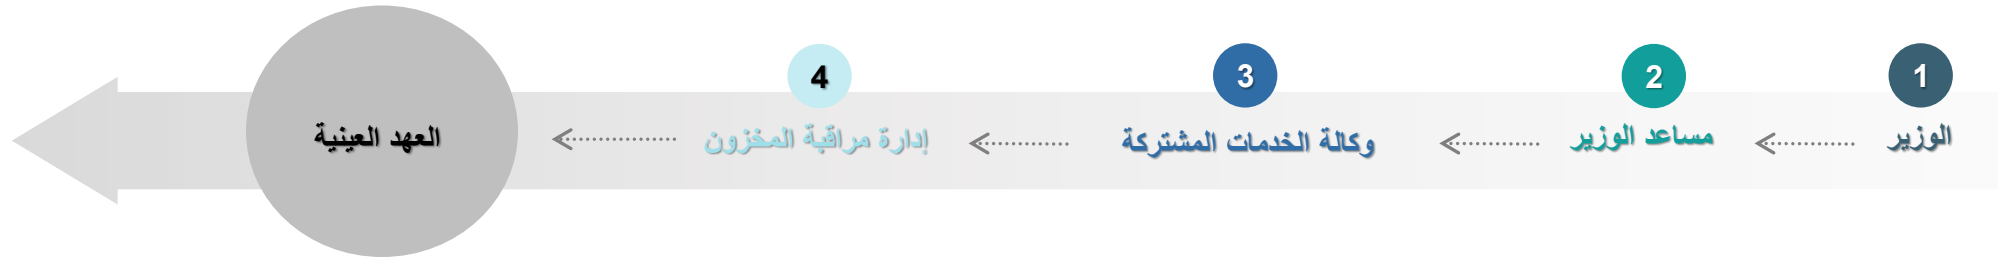 1
الوزير
2
مساعد الوزير
3
وكالة الخدمات المشتركة
4
إدارة مراقبة المخزون
العهد العينية